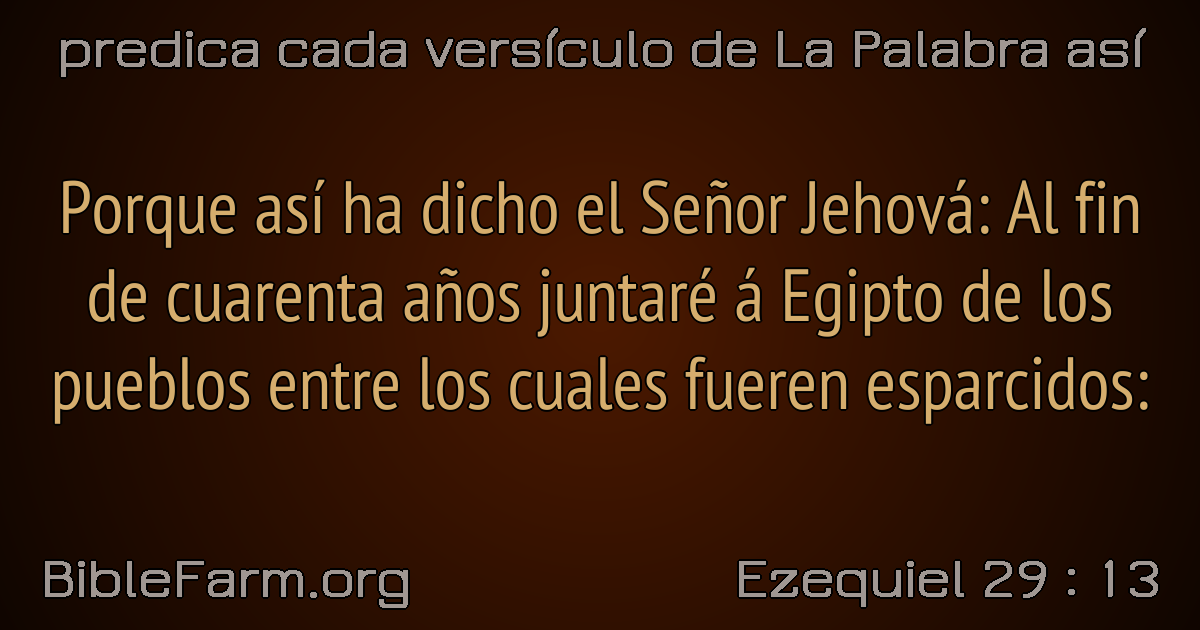 predica cada versículo de La Palabra así
Porque así ha dicho el Señor Jehová: Al fin
de cuarenta años juntaré á Egipto de los
pueblos entre los cuales fueren esparcidos:
BibleFarm.org
Ezequiel 29 : 13